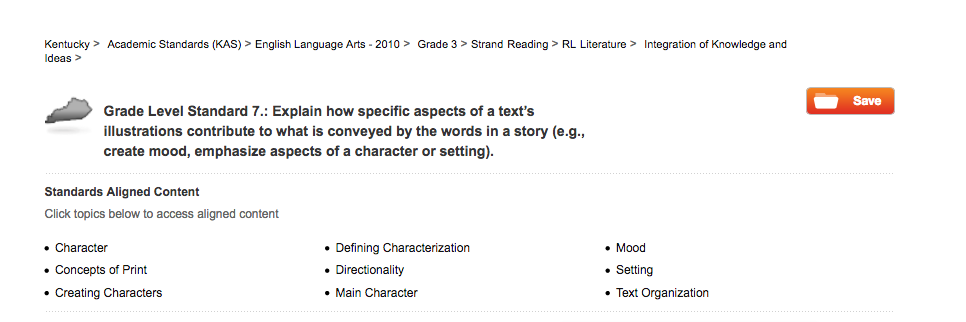 Kentucky > Academic Standards (KAS) > English Language Arts - 2010 > Grade 3 > Strand Reading > RL Literature > Integration of Knowledge and
Ideas >
Save
Grade Level Standard 7.: Explain how specific aspects of a text's
illustrations contribute to what is conveyed by the words in a story (e.g.,
create mood, emphasize aspects of a character or setting).
Standards Aligned Content
Click topics below to access aligned content
• Character • Defining Characterization • Mood
• Concepts of Print • Directionality • Setting
• Creating Characters • Main Character • Text Organization